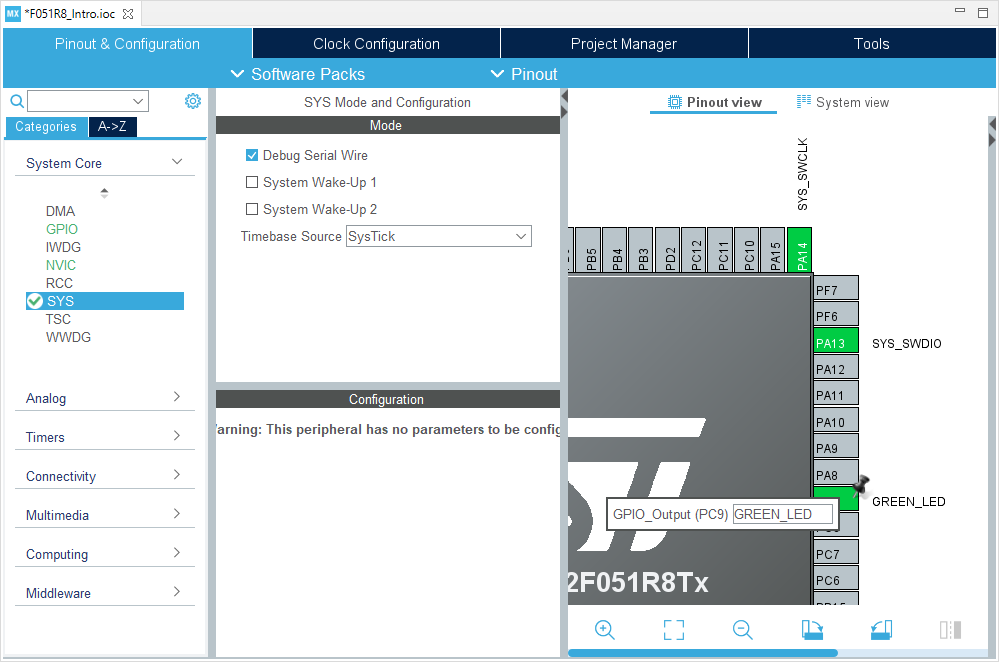 MX *F051R8_Intro.ioc
Pinout & Configuration
Clock Configuration
Project Manager
Tools
Software Packs
Pinout
Categories
A->Z
System Core
DMA
GPIO
IWDG
NVIC
RCC
SYS
TSC
WWDG
Analog
Timers
Connectivity
Multimedia
Computing
Middleware
SYS Mode and Configuration
Mode
Debug Serial Wire
System Wake-Up 1
System Wake-Up 2
Timebase Source SysTick
Configuration
arning: This peripheral has no parameters to be config
Pinout view
System view
SYS_SWCLK
PB5
PB4
PB3
PD2
PC12
PC11
PC10
PA15
PA14
PF7
PF6
PA13 SYS_SWDIO
PA12
PA11
PA10
PA9
PA8
GREEN_LED
GPIO_Output (PC9) GREEN_LED
PC7
PC6
2F051R8Tx